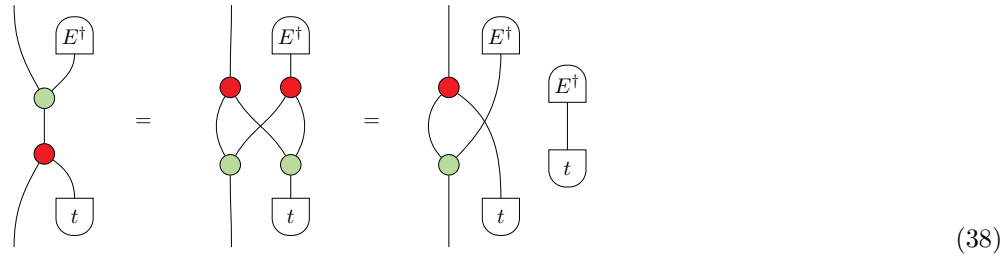 E† E† E† E†
= =
t t t t
(38)